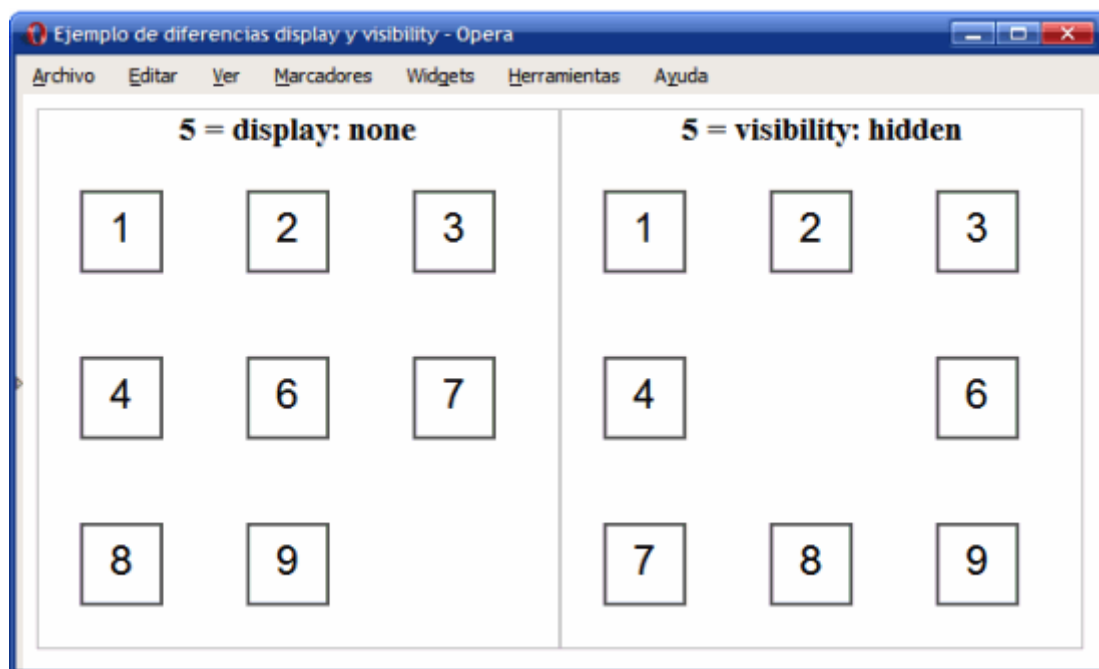 Ejemplo de diferencias display y visibility - Opera
Archivo Editar Ver Marcadores Widgets Herramientas Ayuda
5 = display: none
1 2 3
4 6 7
8 9
5 = visibility: hidden
1 2 3
4 6
7 8 9